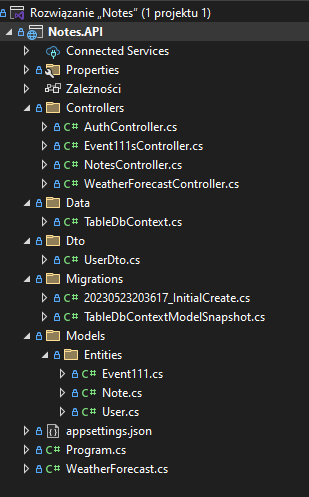 Rozwiązanie „Notes” (1 projektu 1)
Notes.API
Connected Services
Properties
Zależności
Controllers
C# AuthController.cs
C# Event111sController.cs
C# NotesController.cs
C# WeatherForecastController.cs
Data
C# TableDbContext.cs
Dto
C# UserDto.cs
Migrations
C# 20230523203617_InitialCreate.cs
C# TableDbContextModelSnapshot.cs
Models
Entities
C# Event111.cs
C# Note.cs
C# User.cs
appsettings.json
C# Program.cs
C# WeatherForecast.cs